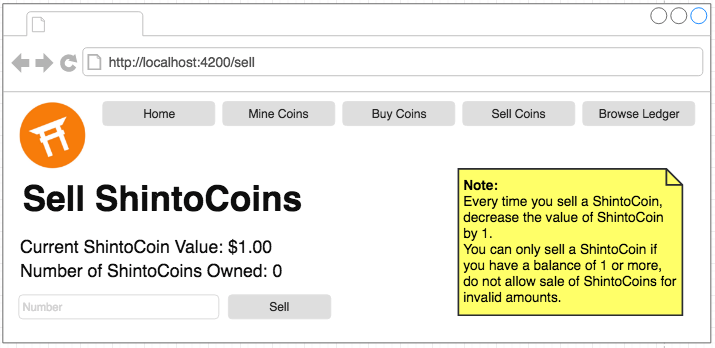 http://localhost:4200/sell
Home
Mine Coins
Buy Coins
Sell Coins
Browse Ledger
Sell ShintoCoins
Note:
Every time you sell a ShintoCoin,
decrease the value of ShintoCoin
by 1.
You can only sell a ShintoCoin if
you have a balance of 1 or more,
do not allow sale of ShintoCoins for
invalid amounts.
Current ShintoCoin Value: $1.00
Number of ShintoCoins Owned: 0
Number
Sell